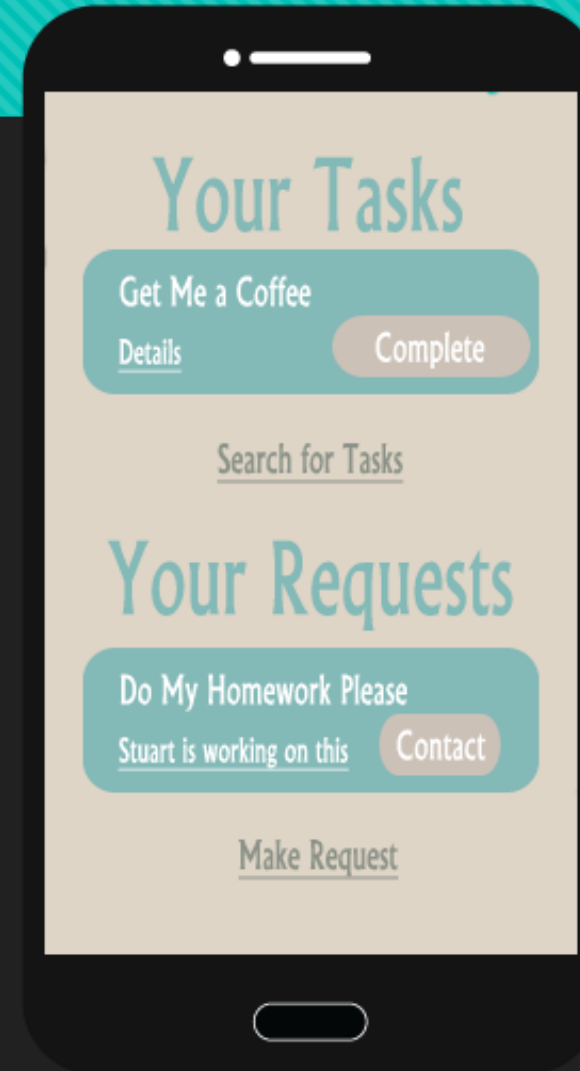 Your Tasks
Get Me a Coffee
Details
Complete
Search for Tasks
Your Requests
Do My Homework Please
Stuart is working on this
Contact
Make Request